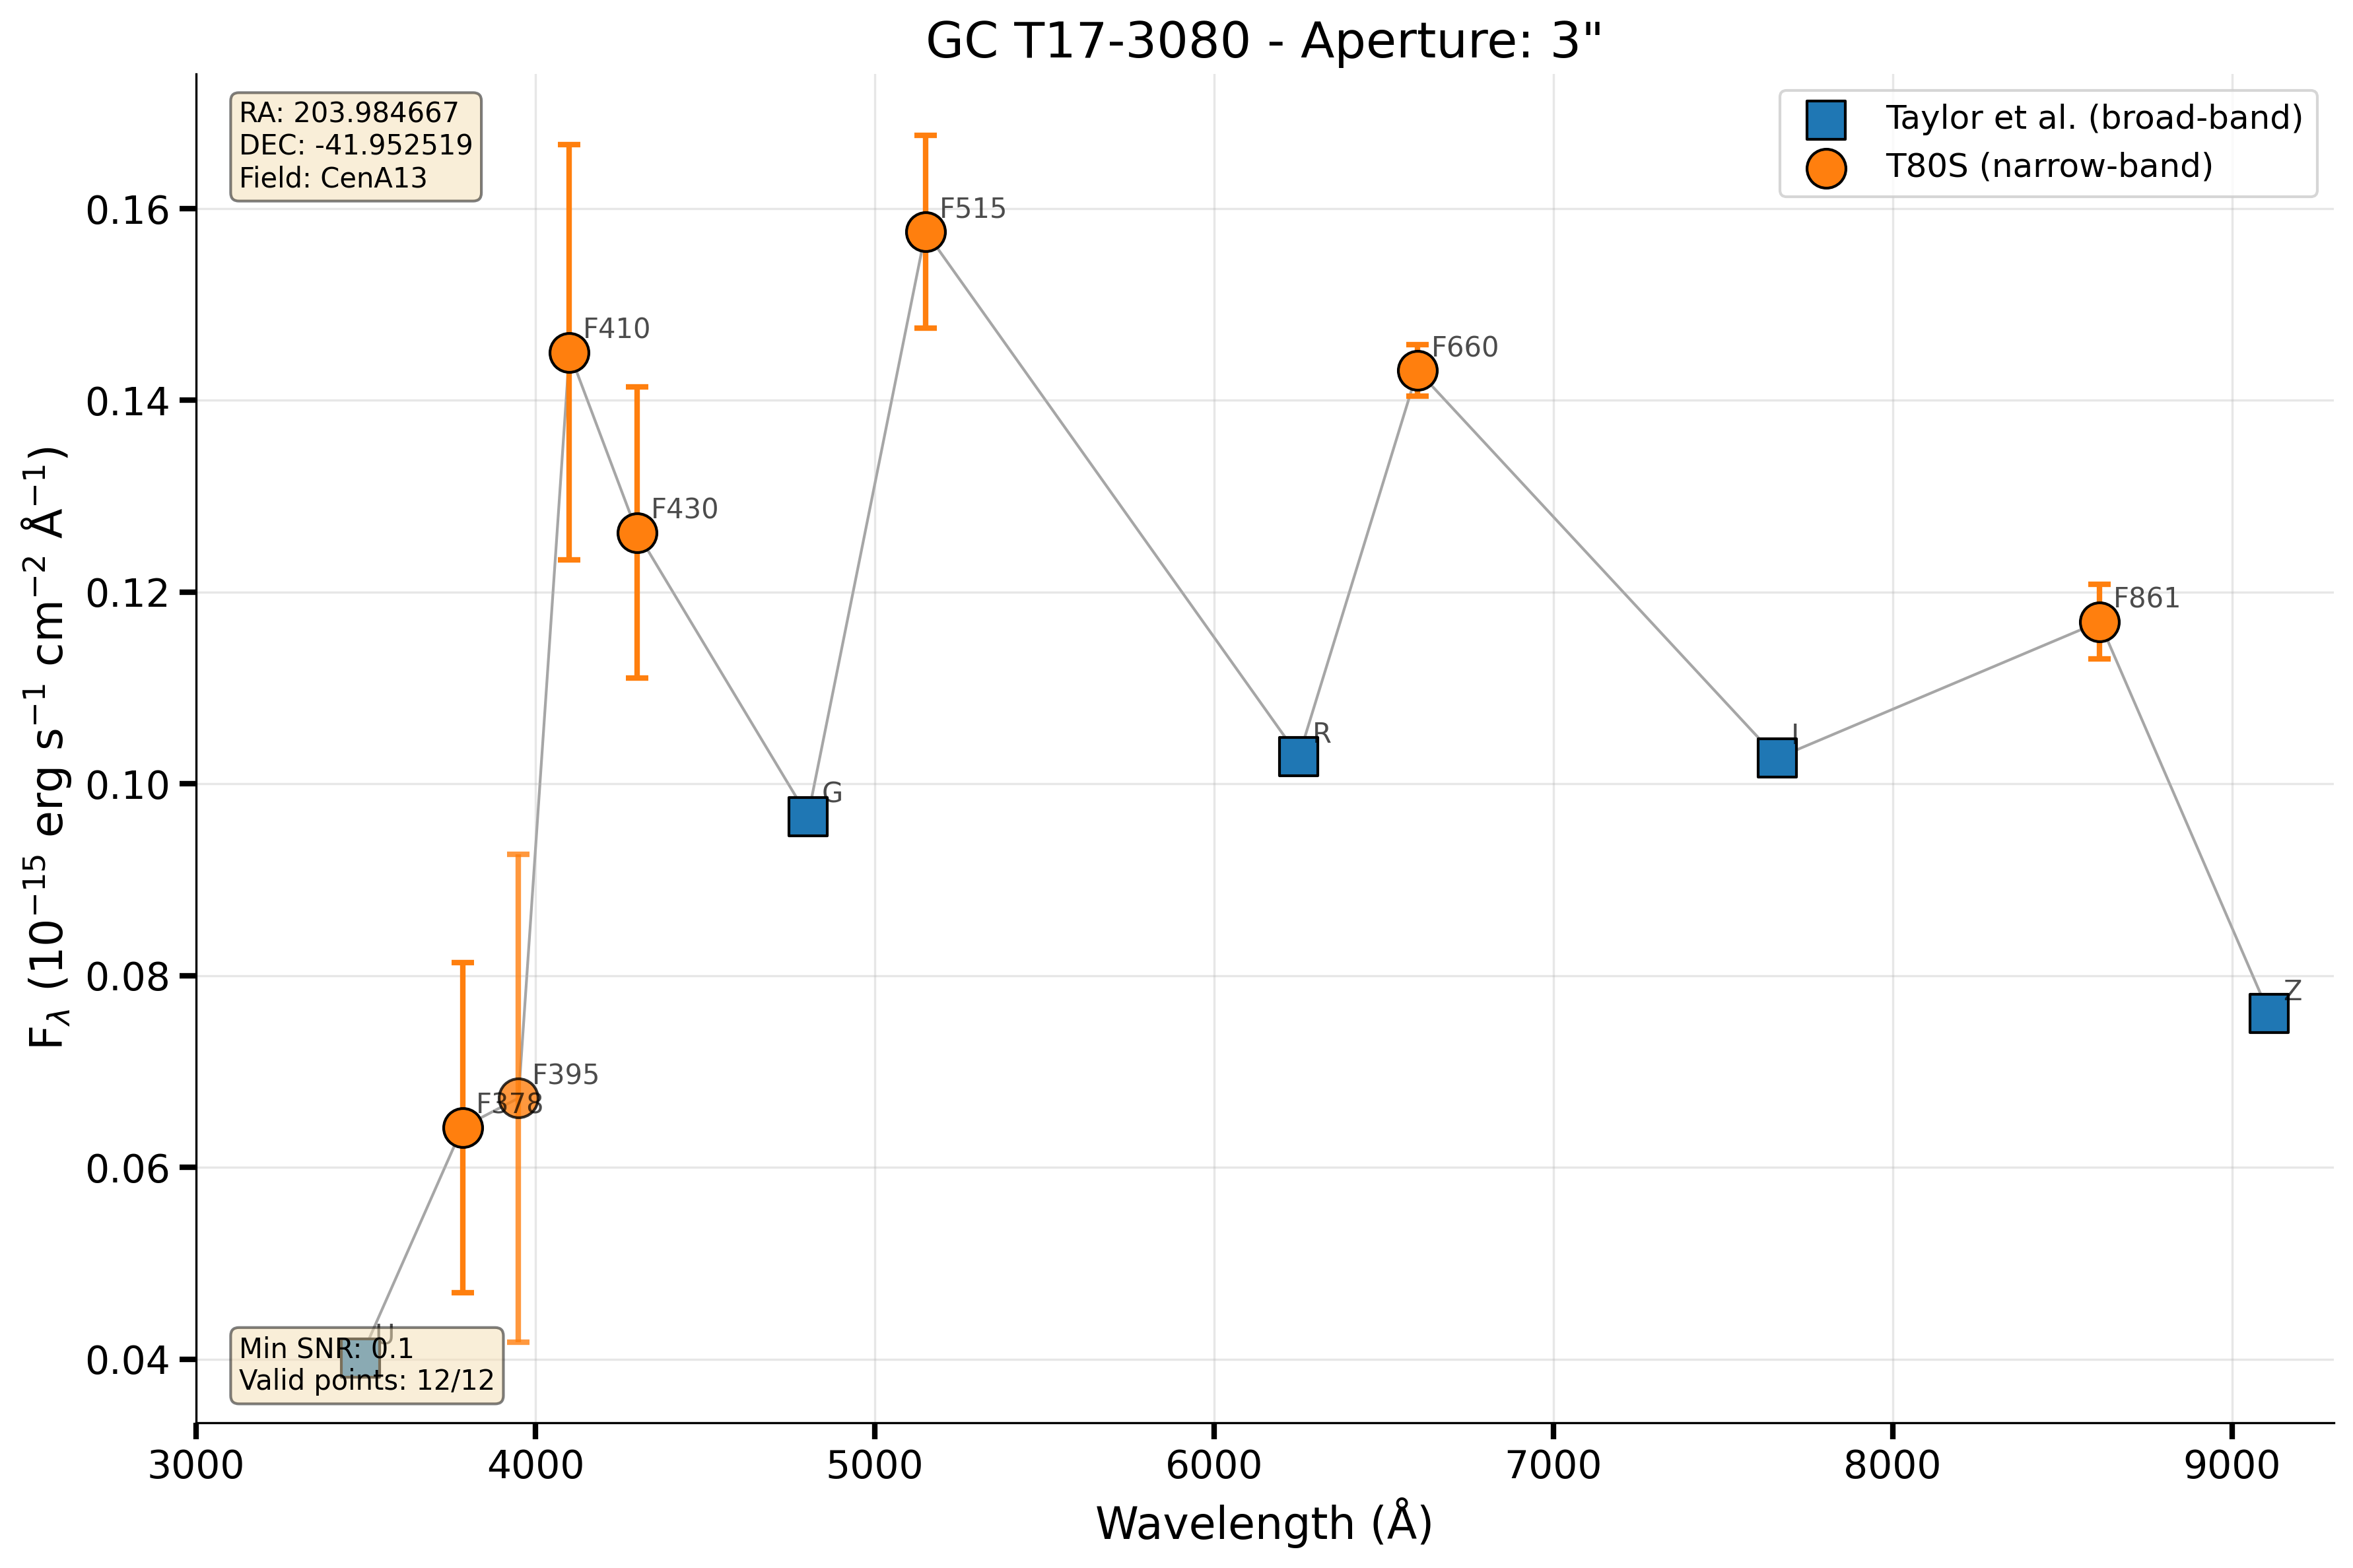 GC T17-3080 - Aperture: 3"
RA: 203.984667
DEC: -41.952519
Field: CenA13
Taylor et al. (broad-band)
T80S (narrow-band)
F515
F410
F660
F430
F861
R
I
G
Z
F395
F378
U
Min SNR: 0.1
Valid points: 12/12
0.16
0.14
0.12
0.10
0.08
0.06
0.04
F_λ (10⁻¹⁵ erg s⁻¹ cm⁻² Å⁻¹)
3000 4000 5000 6000 7000 8000 9000
Wavelength (Å)